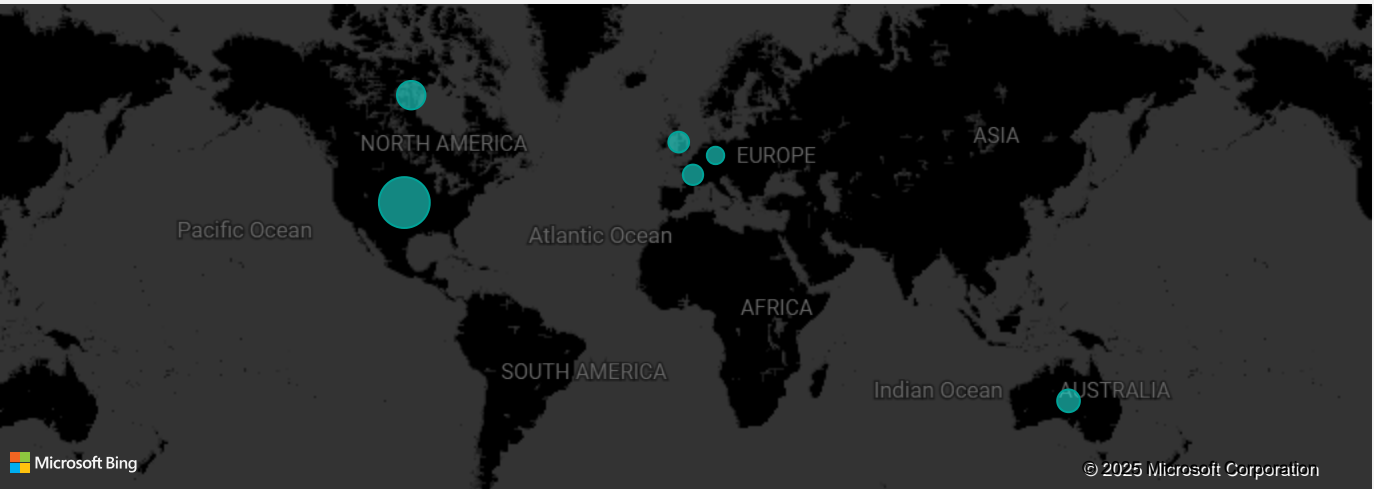 ASIA
NORTH AMERICA
EUROPE
Pacific Ocean
Atlantic Ocean
AFRICA
SOUTH AMERICA
Indian Ocean
AUSTRALIA
Microsoft Bing
© 2025 Microsoft Corporation